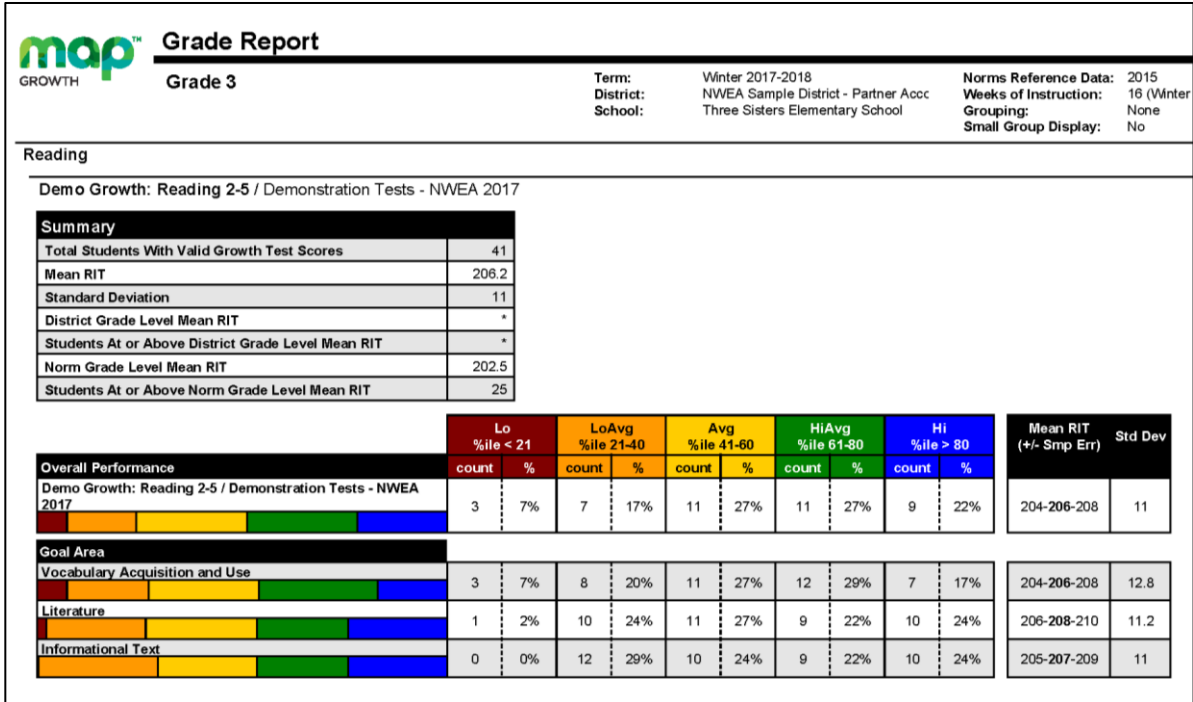 map™
GROWTH
Grade Report
Grade 3
Term: Winter 2017-2018
District: NWEA Sample District - Partner Acco
School: Three Sisters Elementary School
Norms Reference Data: 2015
Weeks of Instruction: 16 (Winter
Grouping: None
Small Group Display: No
Reading
Demo Growth: Reading 2-5 / Demonstration Tests - NWEA 2017
Summary
Total Students With Valid Growth Test Scores 41
Mean RIT 206.2
Standard Deviation 11
District Grade Level Mean RIT *
Students At or Above District Grade Level Mean RIT *
Norm Grade Level Mean RIT 202.5
Students At or Above Norm Grade Level Mean RIT 25
Lo LoAvg Avg HiAvg Hi Mean RIT Std Dev
%ile < 21 %ile 21-40 %ile 41-60 %ile 61-80 %ile > 80 (+/- Smp Err)
Overall Performance count % count % count % count % count %
Demo Growth: Reading 2-5 / Demonstration Tests - NWEA
2017 3 7% 7 17% 11 27% 11 27% 9 22% 204-206-208 11
Goal Area
Vocabulary Acquisition and Use 3 7% 8 20% 11 27% 12 29% 7 17% 204-206-208 12.8
Literature 1 2% 10 24% 11 27% 9 22% 10 24% 206-208-210 11.2
Informational Text 0 0% 12 29% 10 24% 9 22% 10 24% 205-207-209 11